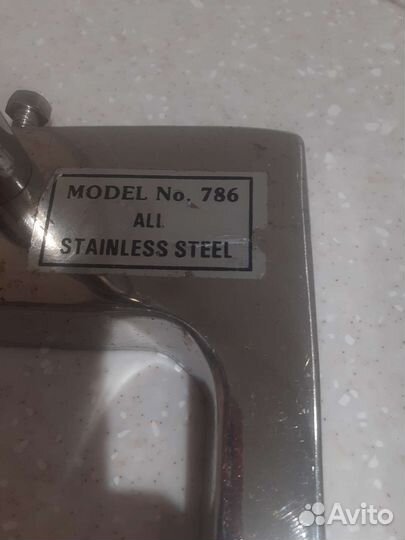 MODEL No. 786
ALL
STAINLESS STEEL
Avito